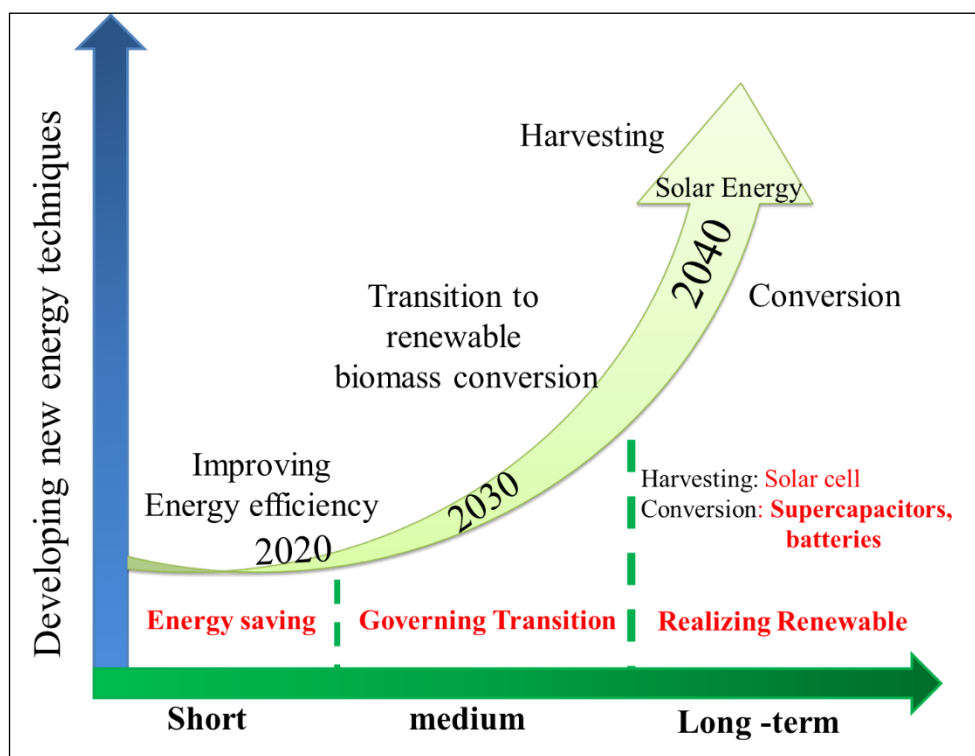 Developing new energy techniques
Harvesting
Solar Energy
2040
Conversion
Transition to
renewable
biomass conversion
Improving
Energy efficiency
2020
2030
Harvesting: Solar cell
Conversion: Supercapacitors,
batteries
Energy saving
Governing Transition
Realizing Renewable
Short
medium
Long -term